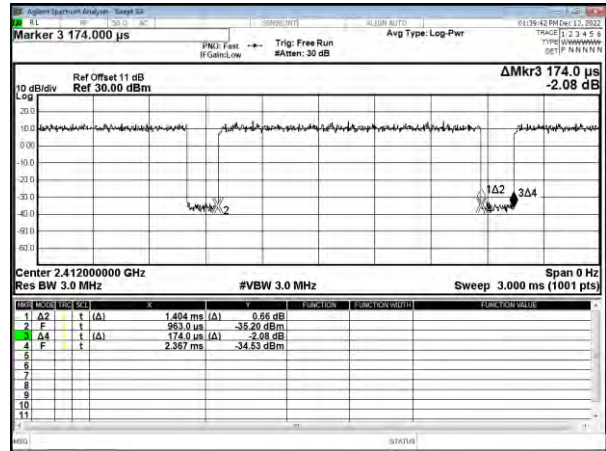 Agilent Spectrum Analyzer - Swept SA
RL RF 50 Ω AC SENSE:INT ALIGN AUTO 01:39:42 PM Dec 12, 2022
Marker 3 174.000 µs
PNO: Fast Trig: Free Run
IFGain:Low #Atten: 30 dB
Avg Type: Log-Pwr
TRACE 1 2 3 4 5 6
TYPE WWWWWW
DET P N N N N N
ΔMkr3 174.0 µs
-2.08 dB
Ref Offset 11 dB
10 dB/div Ref 30.00 dBm
Log
20.0
10.0
0.00
-10.0
-20.0
-30.0
-40.0
-50.0
-60.0
2
1Δ2
3Δ4
Center 2.412000000 GHz Span 0 Hz
Res BW 3.0 MHz #VBW 3.0 MHz Sweep 3.000 ms (1001 pts)
MKR MODE TRC SCL X Y FUNCTION FUNCTION WIDTH FUNCTION VALUE
1 Δ2 t (Δ) 1.404 ms (Δ) 0.66 dB
2 F t 963.0 µs -35.20 dBm
3 Δ4 t (Δ) 174.0 µs (Δ) -2.08 dB
4 F t 2.367 ms -34.53 dBm
5
6
7
8
9
10
11
MSG STATUS